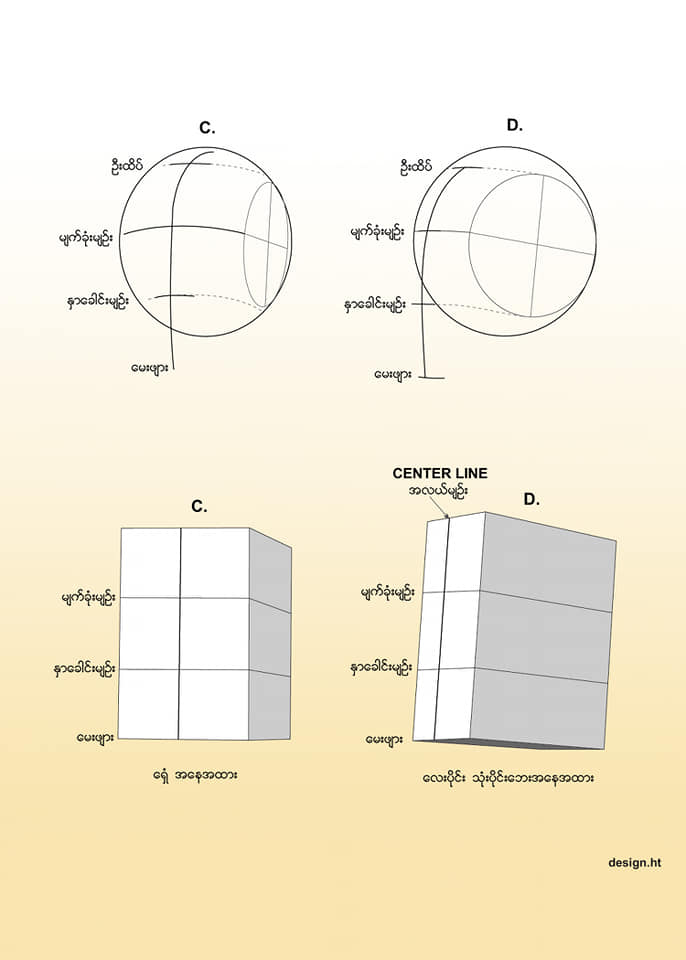 C.
ဦးထိပ်
မျက်ခုံးမျဉ်း
နှာခေါင်းမျဉ်း
မေးဖျား
D.
ဦးထိပ်
မျက်ခုံးမျဉ်း
နှာခေါင်းမျဉ်း
မေးဖျား
C.
မျက်ခုံးမျဉ်း
နှာခေါင်းမျဉ်း
မေးဖျား
ရှေ့ အနေအထား
CENTER LINE
အလယ်မျဉ်း
D.
မျက်ခုံးမျဉ်း
နှာခေါင်းမျဉ်း
မေးဖျား
လေးပိုင်း သုံးပိုင်းဘေးအနေအထား
design.ht